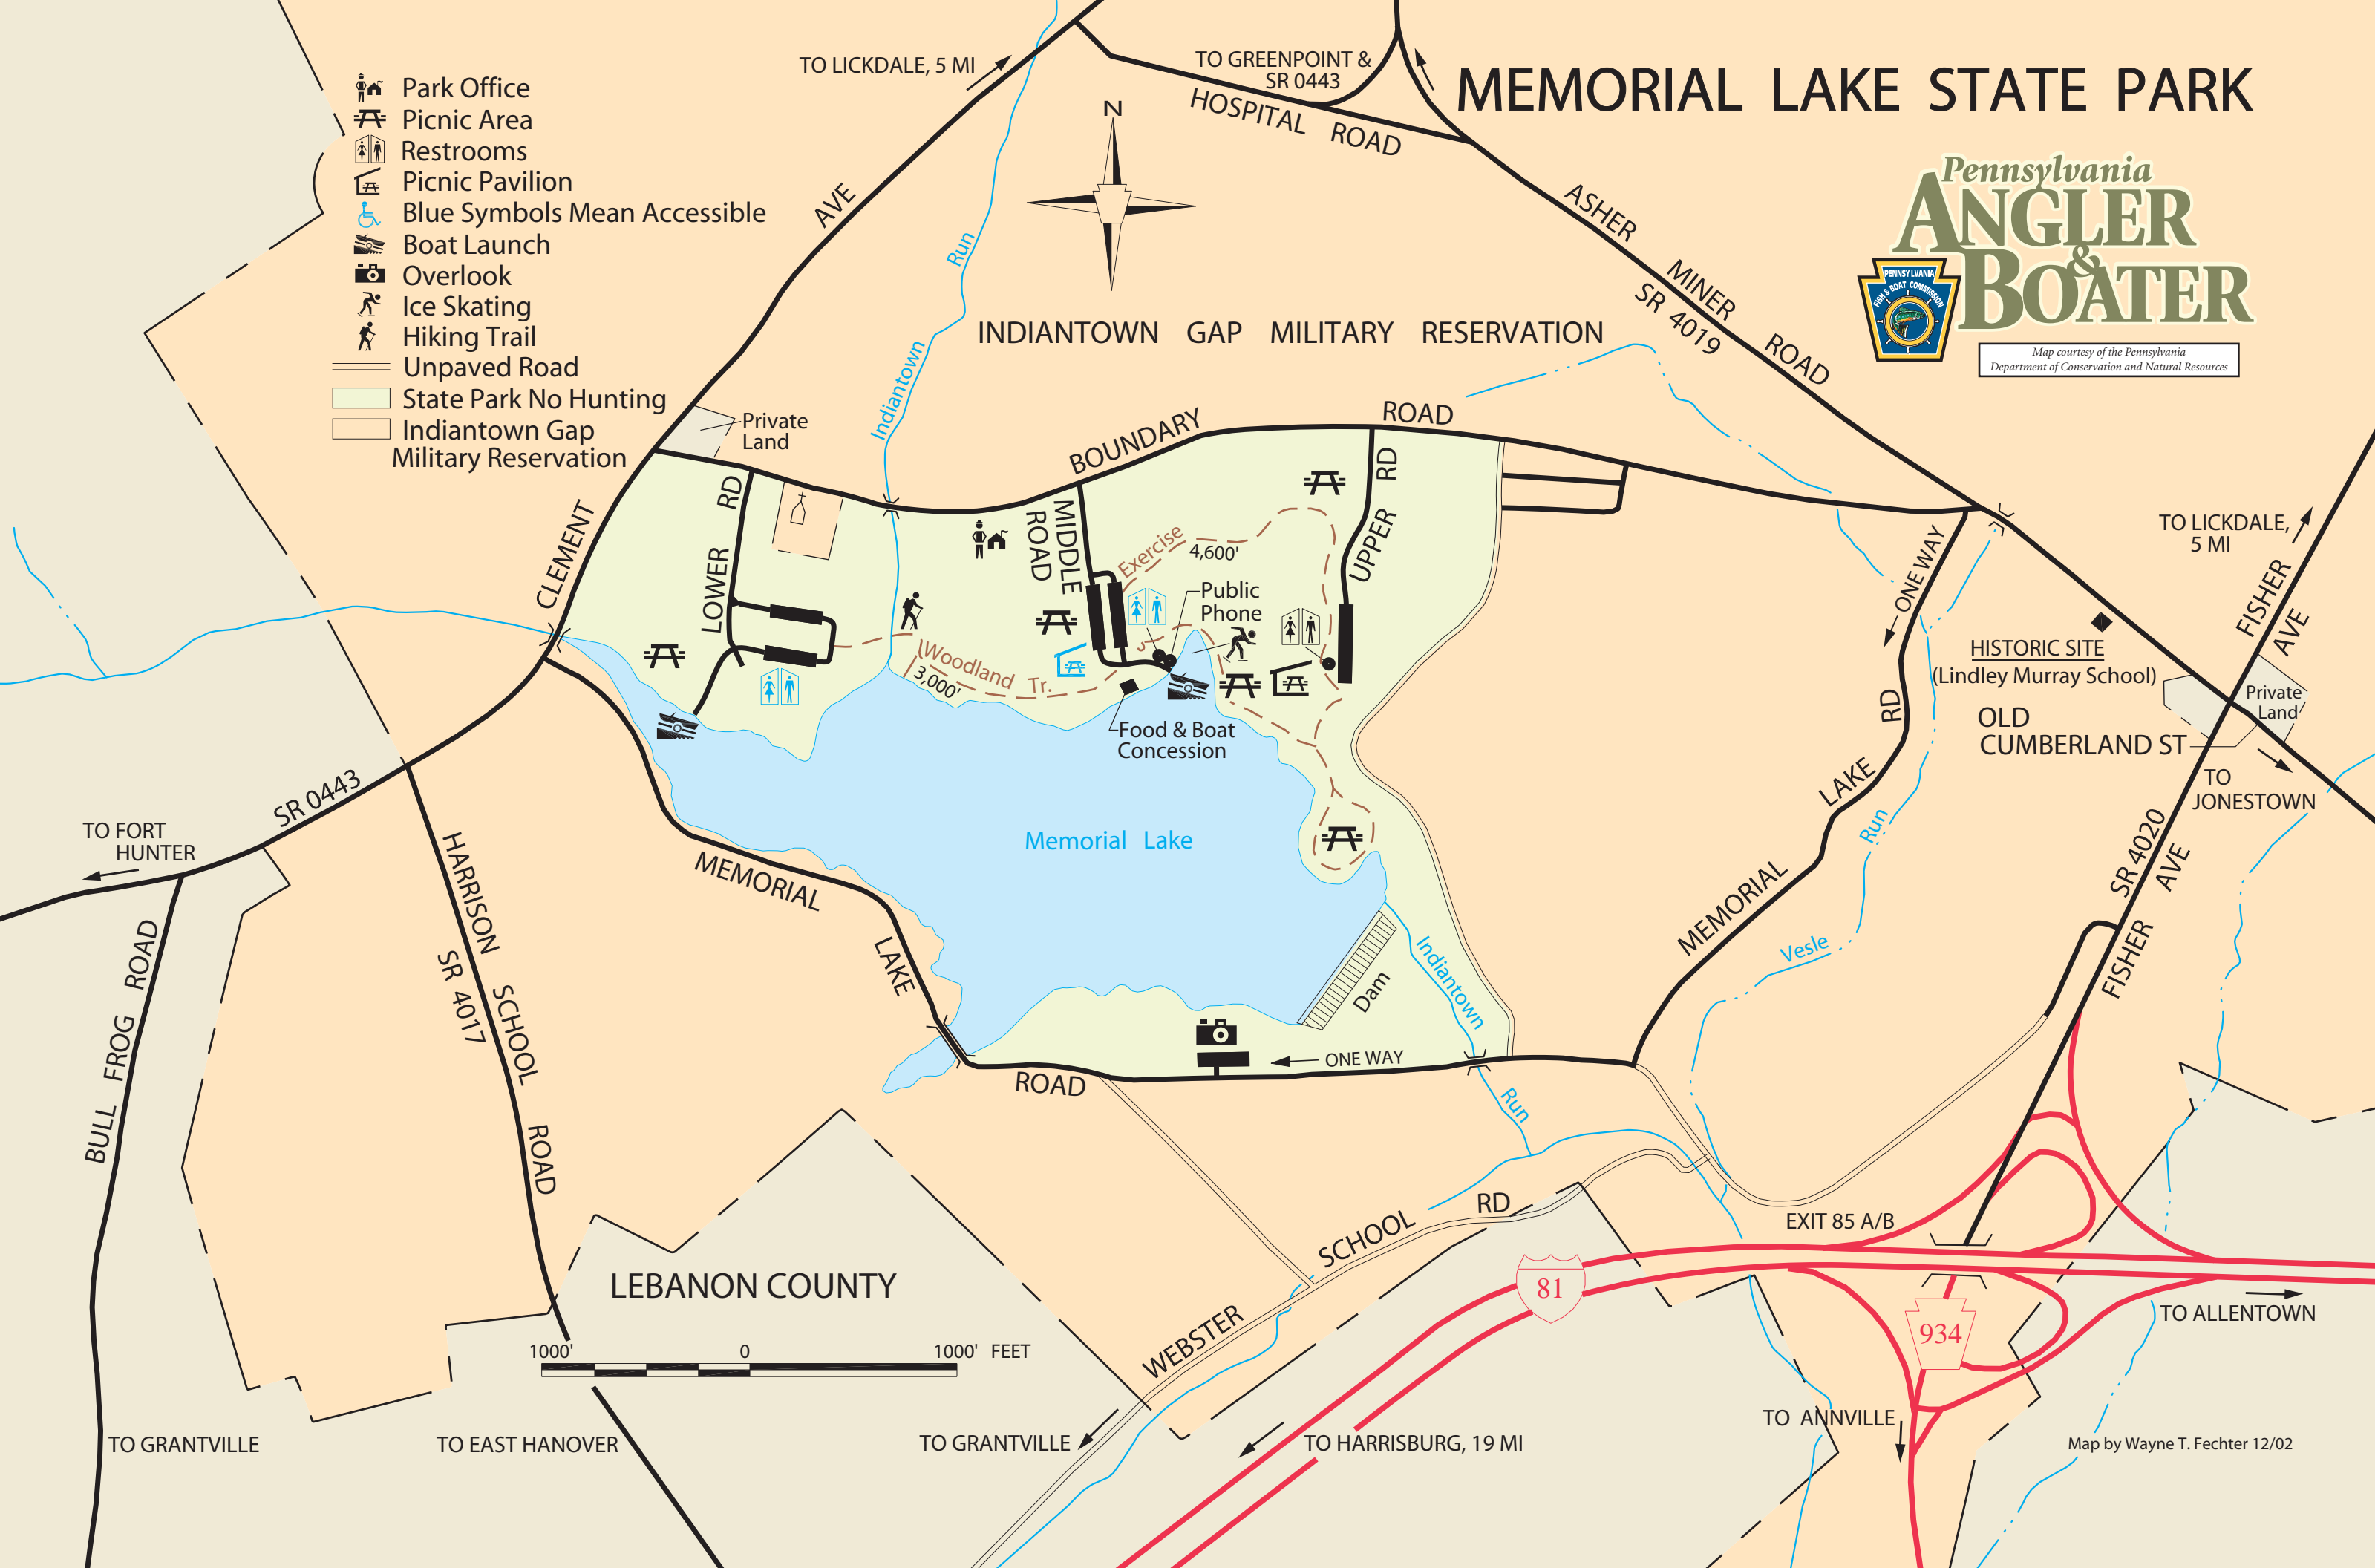 MEMORIAL LAKE STATE PARK
Pennsylvania
ANGLER
&
BOATER
PENNSYLVANIA
FISH & BOAT COMMISSION
Map courtesy of the Pennsylvania
Department of Conservation and Natural Resources
Park Office
Picnic Area
Restrooms
Picnic Pavilion
Blue Symbols Mean Accessible
Boat Launch
Overlook
Ice Skating
Hiking Trail
Unpaved Road
State Park No Hunting
Indiantown Gap
Military Reservation
TO LICKDALE, 5 MI
TO GREENPOINT &
SR 0443
HOSPITAL ROAD
N
AVE
Run
Indiantown
INDIANTOWN GAP MILITARY RESERVATION
ASHER
MINER
ROAD
SR 4019
Private
Land
BOUNDARY
ROAD
CLEMENT
LOWER
RD
MIDDLE
ROAD
Exercise
4,600'
UPPER
RD
Public
Phone
Woodland Tr.
3,000'
Food & Boat
Concession
ONE WAY
TO LICKDALE,
5 MI
FISHER
AVE
HISTORIC SITE
(Lindley Murray School)
OLD
CUMBERLAND ST
Private
Land
TO
JONESTOWN
MEMORIAL
LAKE
RD
Run
Vesle
SR 4020
FISHER
AVE
SR 0443
TO FORT
HUNTER
BULL FROG ROAD
HARRISON SCHOOL ROAD
SR 4017
Memorial Lake
MEMORIAL
LAKE
ROAD
Dam
Indiantown
Run
ONE WAY
LEBANON COUNTY
1000' 0 1000' FEET
WEBSTER
SCHOOL
RD
EXIT 85 A/B
81
934
TO ALLENTOWN
TO ANNVILLE
TO GRANTVILLE
TO EAST HANOVER
TO GRANTVILLE
TO HARRISBURG, 19 MI
Map by Wayne T. Fechter 12/02